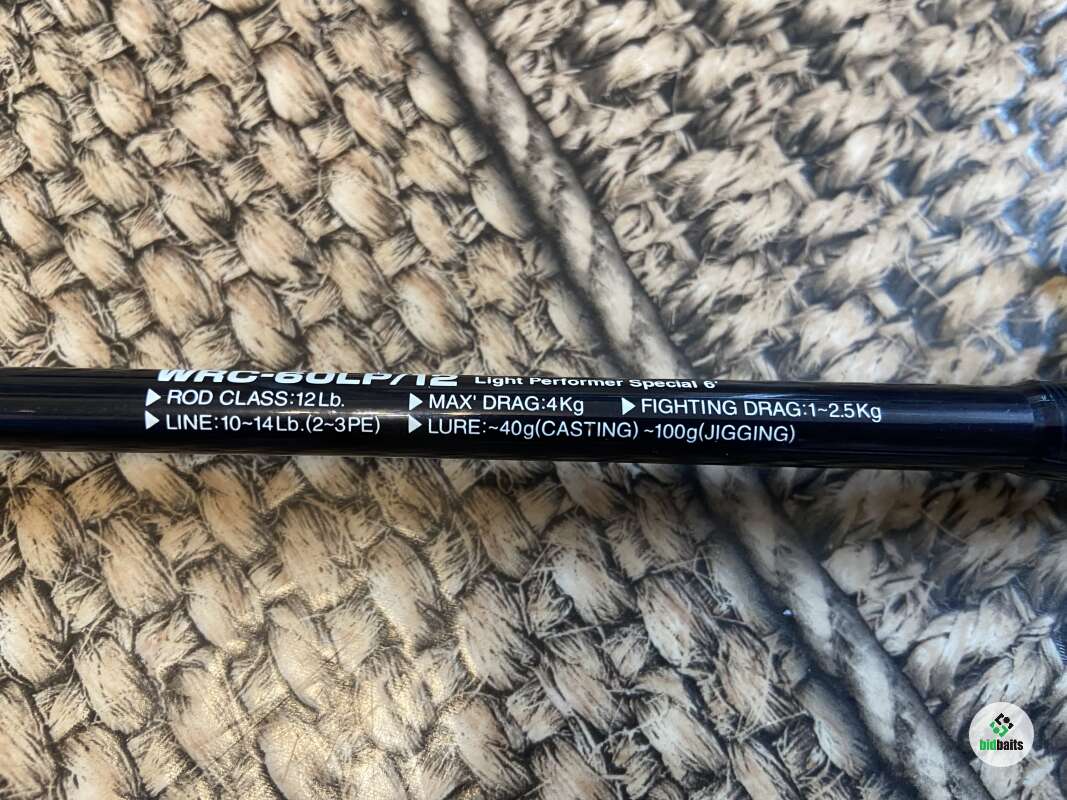 WRC-60LP/12 Light Performer Special 6'
▶ ROD CLASS:12Lb. ▶ MAX' DRAG:4Kg ▶ FIGHTING DRAG:1~2.5Kg
▶ LINE:10~14Lb.(2~3PE) ▶ LURE:~40g(CASTING) ~100g(JIGGING)
bidbaits